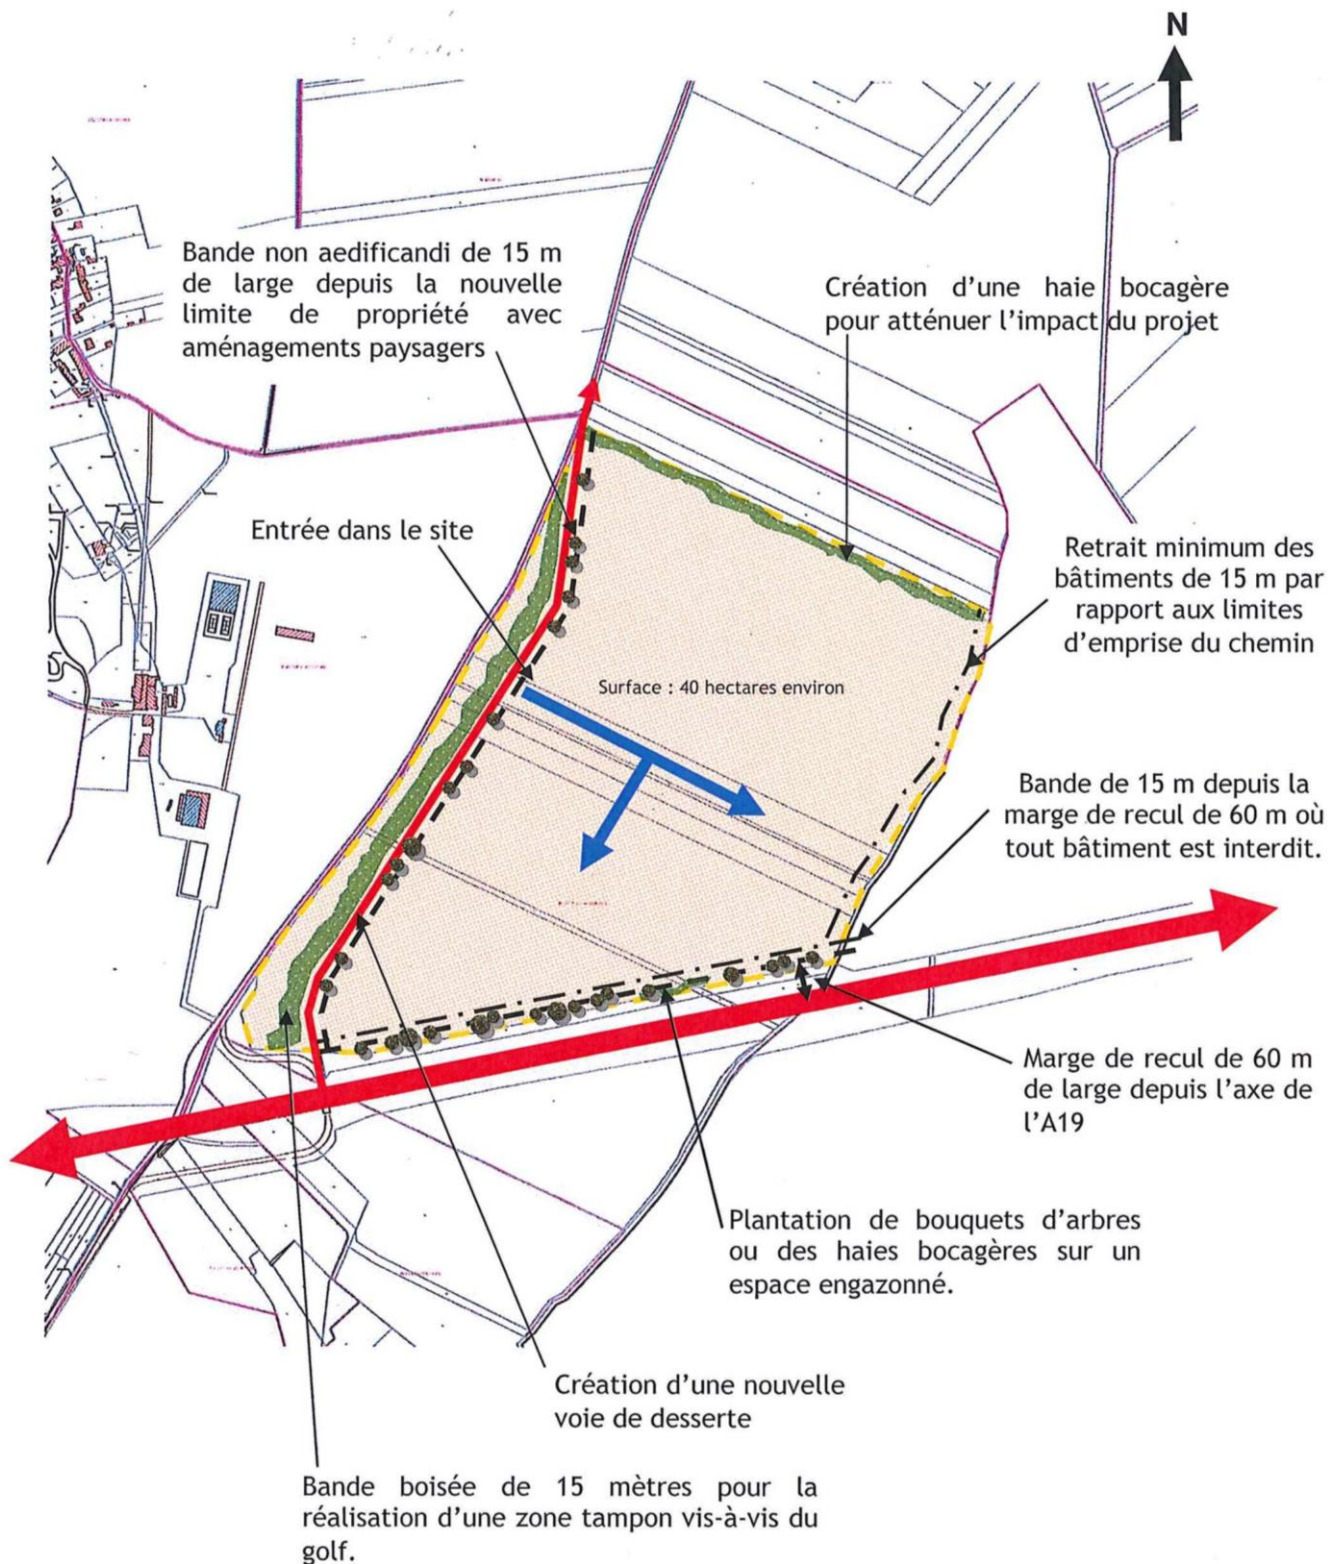 N
Bande non aedificandi de 15 m
de large depuis la nouvelle
limite de propriété avec
aménagements paysagers
Création d'une haie bocagère
pour atténuer l'impact du projet
Entrée dans le site
Retrait minimum des
bâtiments de 15 m par
rapport aux limites
d'emprise du chemin
Surface : 40 hectares environ
Bande de 15 m depuis la
marge de recul de 60 m où
tout bâtiment est interdit.
Marge de recul de 60 m
de large depuis l'axe de
l'A19
Plantation de bouquets d'arbres
ou des haies bocagères sur un
espace engazonné.
Création d'une nouvelle
voie de desserte
Bande boisée de 15 mètres pour la
réalisation d'une zone tampon vis-à-vis du
golf.